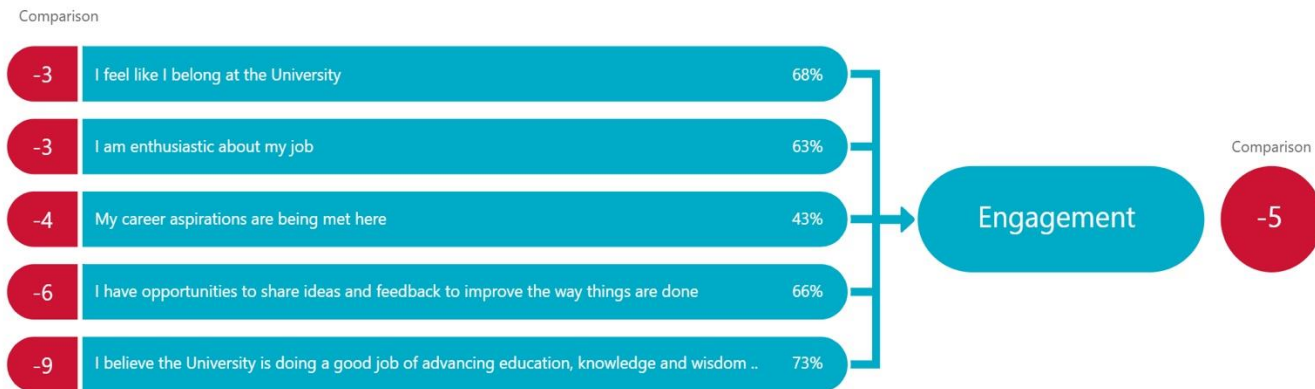 Comparison
-3 I feel like I belong at the University 68%
-3 I am enthusiastic about my job 63%
Comparison
-4 My career aspirations are being met here 43%
Engagement -5
-6 I have opportunities to share ideas and feedback to improve the way things are done 66%
-9 I believe the University is doing a good job of advancing education, knowledge and wisdom .. 73%